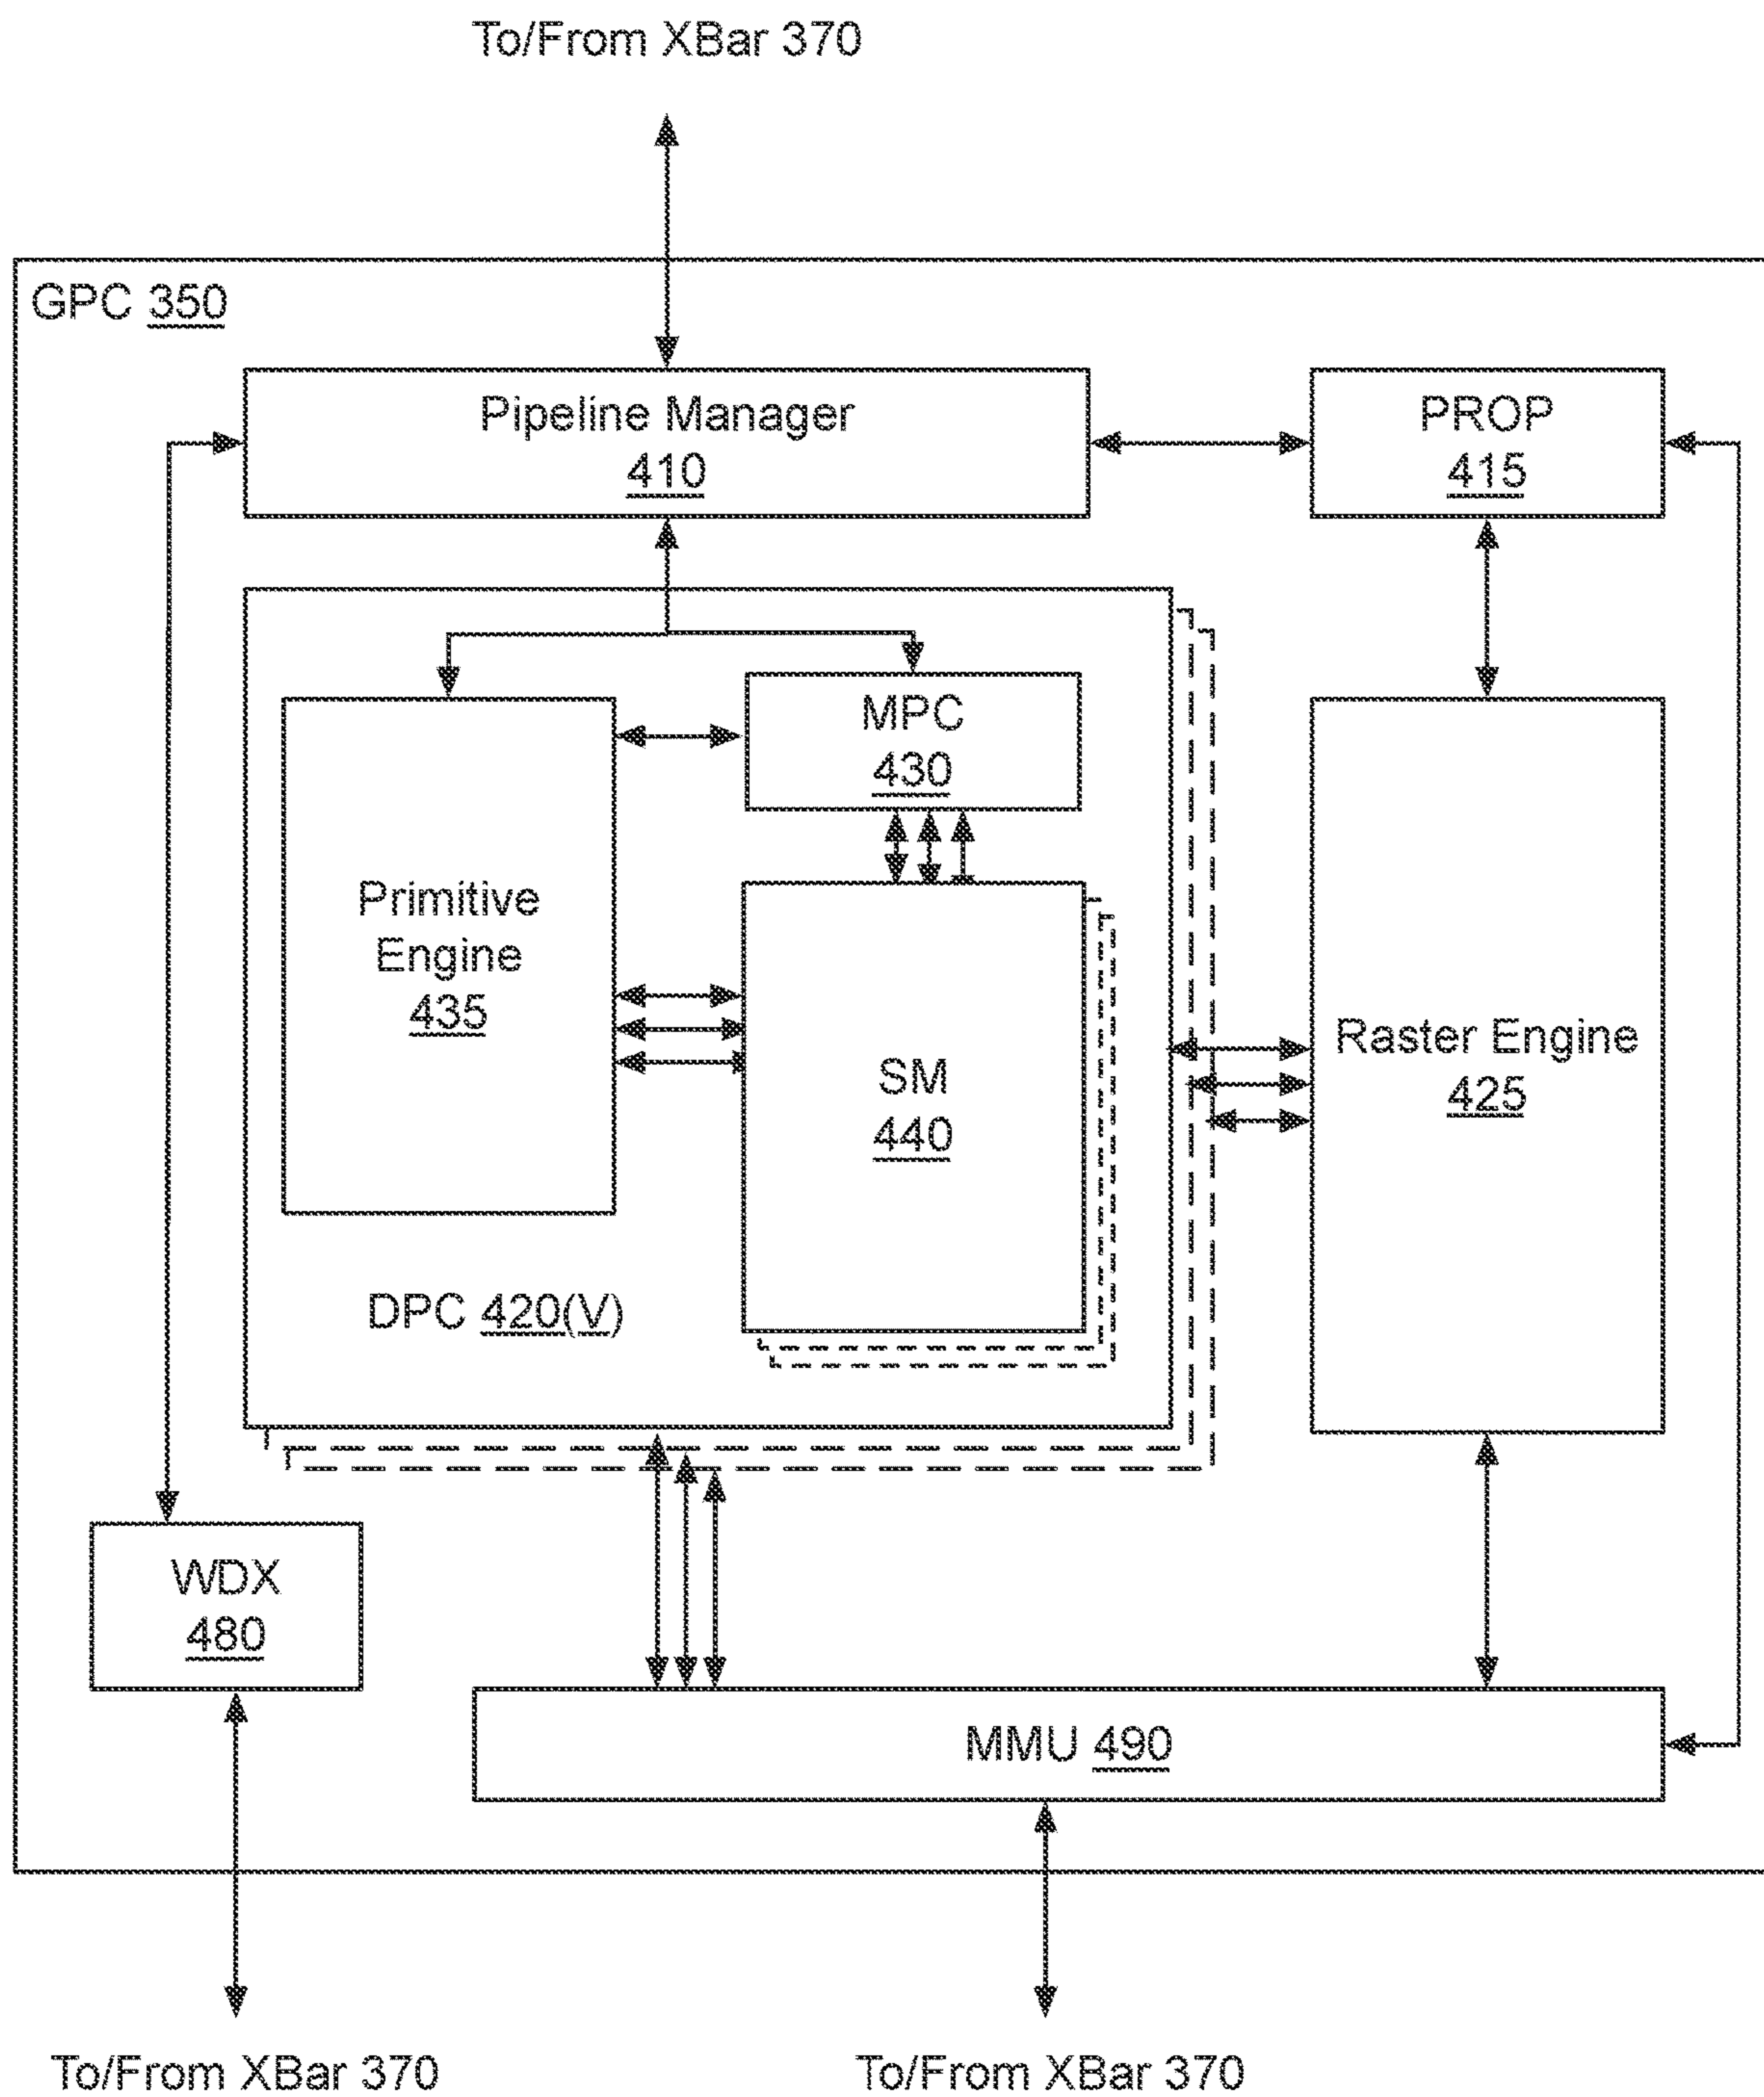 To/From XBar 370
GPC 350
Pipeline Manager
410
PROP
415
MPC
430
Primitive
Engine
435
SM
440
Raster Engine
425
DPC 420(V)
WDX
480
MMU 490
To/From XBar 370
To/From XBar 370